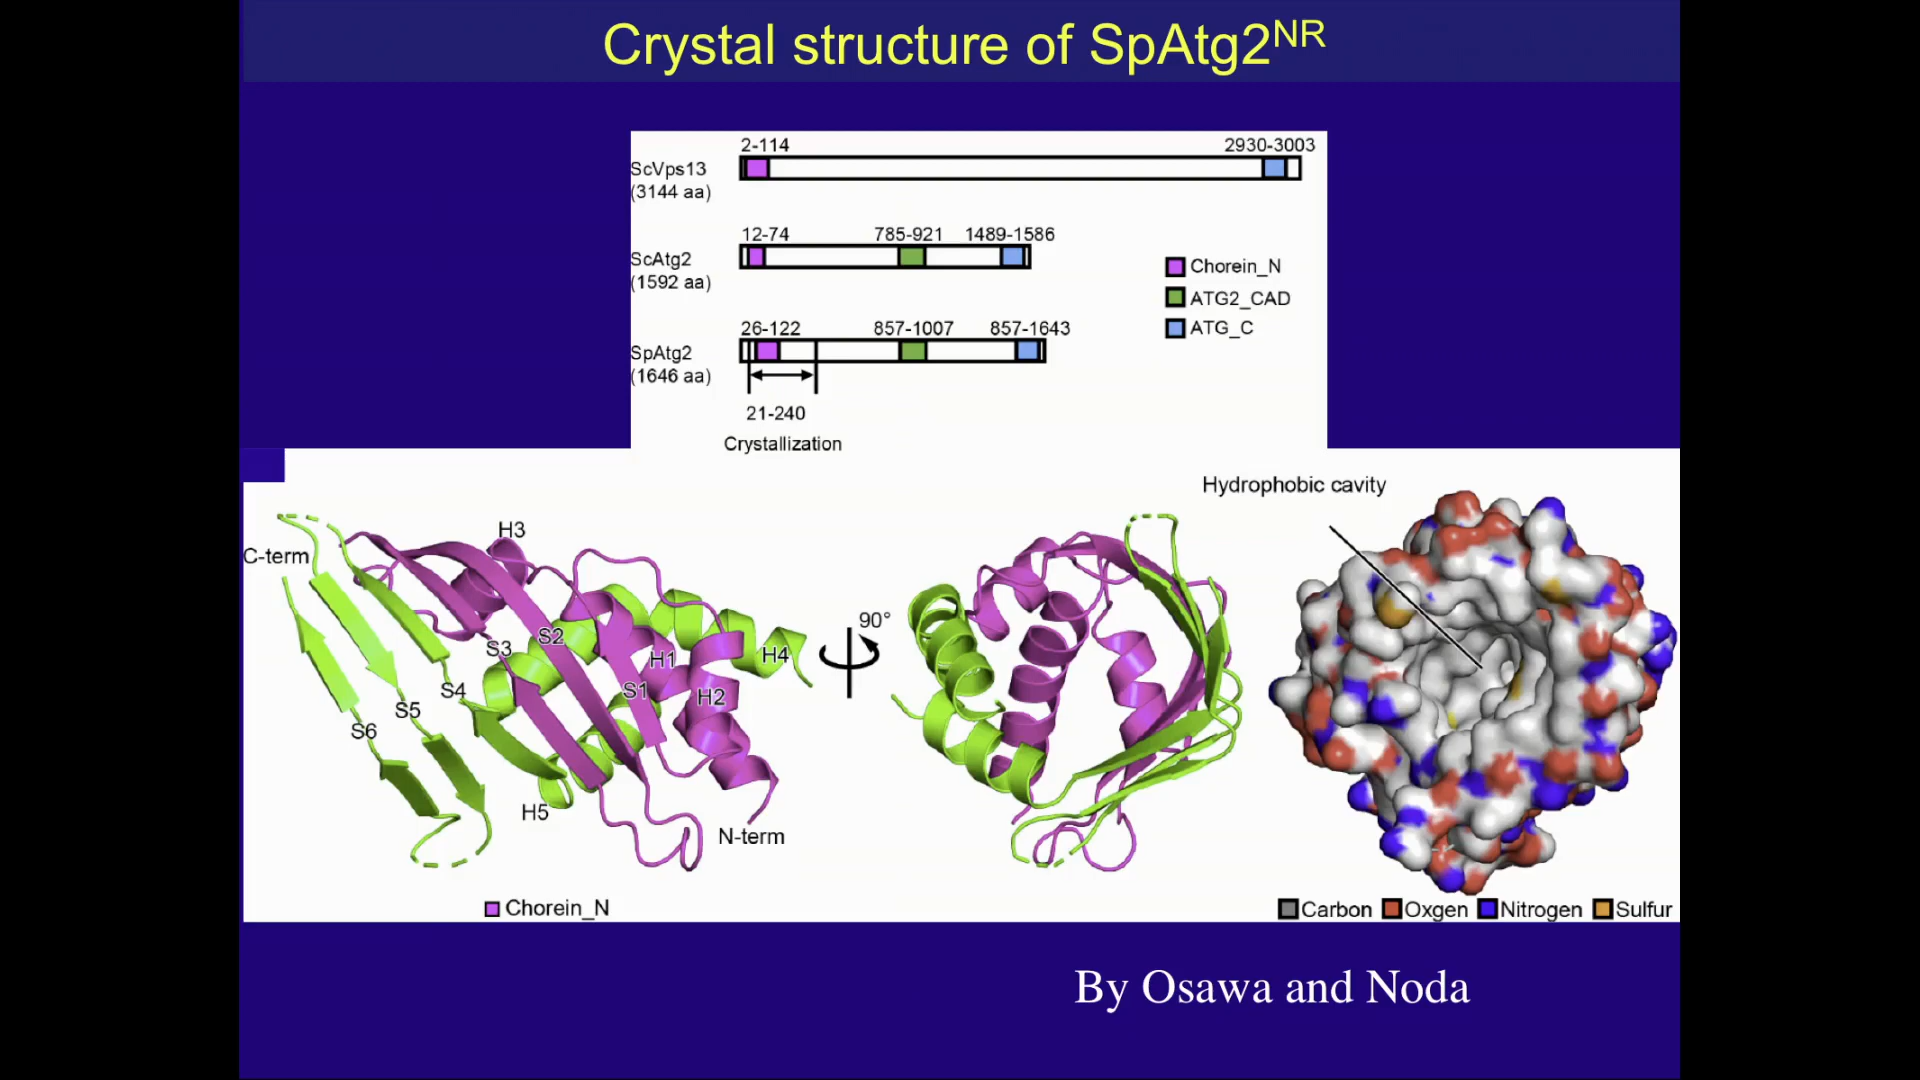 Crystal structure of SpAtg2NR
2-114
2930-3003
ScVps13
(3144 aa)
12-74
785-921
1489-1586
ScAtg2
(1592 aa)
Chorein_N
ATG2_CAD
ATG_C
26-122
857-1007
857-1643
SpAtg2
(1646 aa)
21-240
Crystallization
Hydrophobic cavity
C-term
H3
S3
S2
H1
H4
S4
S1
H2
S5
S6
H5
N-term
90°
Chorein_N
Carbon
Oxgen
Nitrogen
Sulfur
By Osawa and Noda